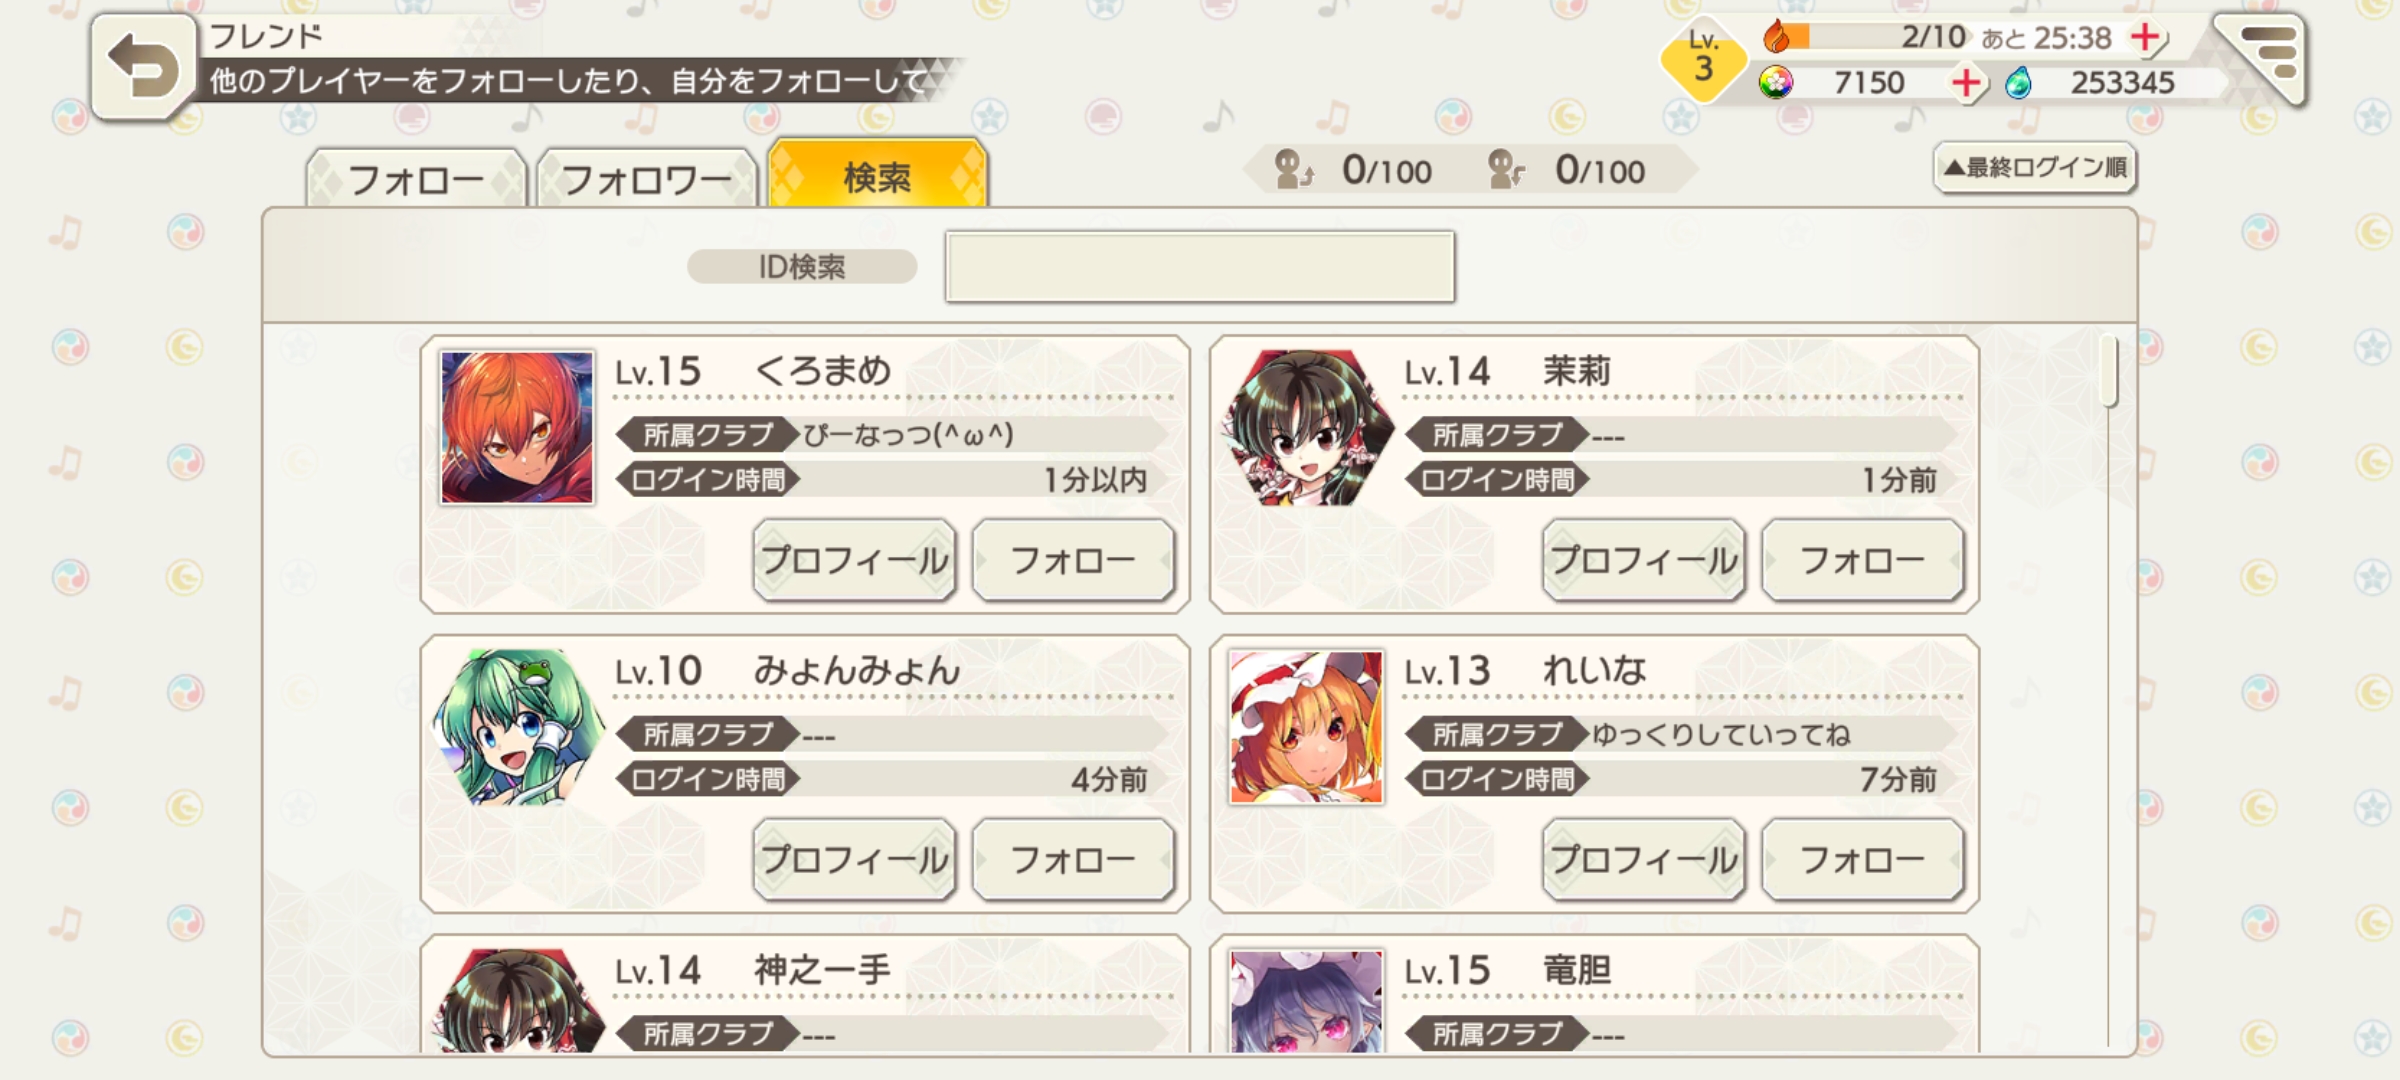 フレンド
他のプレイヤーをフォローしたり、自分をフォローして
Lv.
3
2/10 あと 25:38
7150
253345
フォロー
フォロワー
検索
0/100
0/100
▲最終ログイン順
ID検索
Lv.15 くろまめ
所属クラブ ぴーなっつ(^ω^)
ログイン時間 1分以内
プロフィール
フォロー
Lv.14 茉莉
所属クラブ ---
ログイン時間 1分前
プロフィール
フォロー
Lv.10 みょんみょん
所属クラブ ---
ログイン時間 4分前
プロフィール
フォロー
Lv.13 れいな
所属クラブ ゆっくりしていってね
ログイン時間 7分前
プロフィール
フォロー
Lv.14 神之一手
所属クラブ ---
Lv.15 竜胆
所属クラブ ---